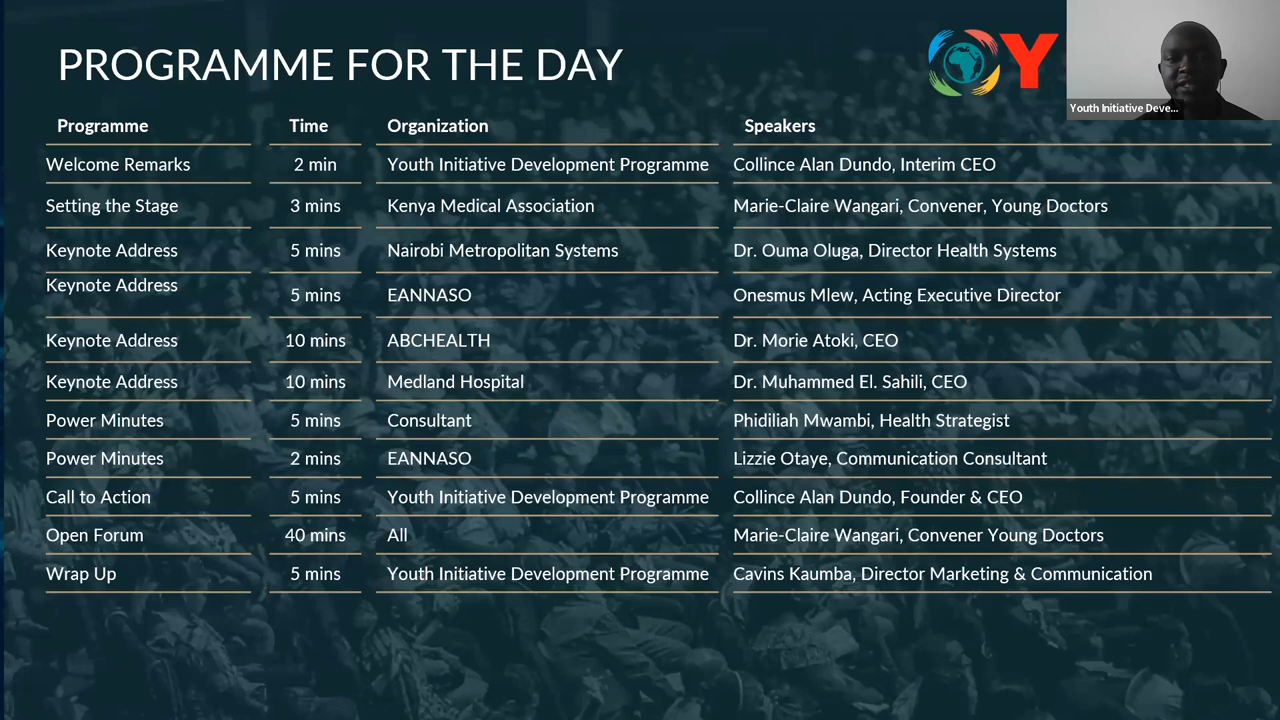 PROGRAMME FOR THE DAY
OY
Youth Initiative Deve...
Programme Time Organization Speakers
Welcome Remarks 2 min Youth Initiative Development Programme Collince Alan Dundo, Interim CEO
Setting the Stage 3 mins Kenya Medical Association Marie-Claire Wangari, Convener, Young Doctors
Keynote Address 5 mins Nairobi Metropolitan Systems Dr. Ouma Oluga, Director Health Systems
Keynote Address 5 mins EANNASO Onesmus Mlew, Acting Executive Director
Keynote Address 10 mins ABCHEALTH Dr. Morie Atoki, CEO
Keynote Address 10 mins Medland Hospital Dr. Muhammed El. Sahili, CEO
Power Minutes 5 mins Consultant Phidiliah Mwambi, Health Strategist
Power Minutes 2 mins EANNASO Lizzie Otaye, Communication Consultant
Call to Action 5 mins Youth Initiative Development Programme Collince Alan Dundo, Founder & CEO
Open Forum 40 mins All Marie-Claire Wangari, Convener Young Doctors
Wrap Up 5 mins Youth Initiative Development Programme Cavins Kaumba, Director Marketing & Communication